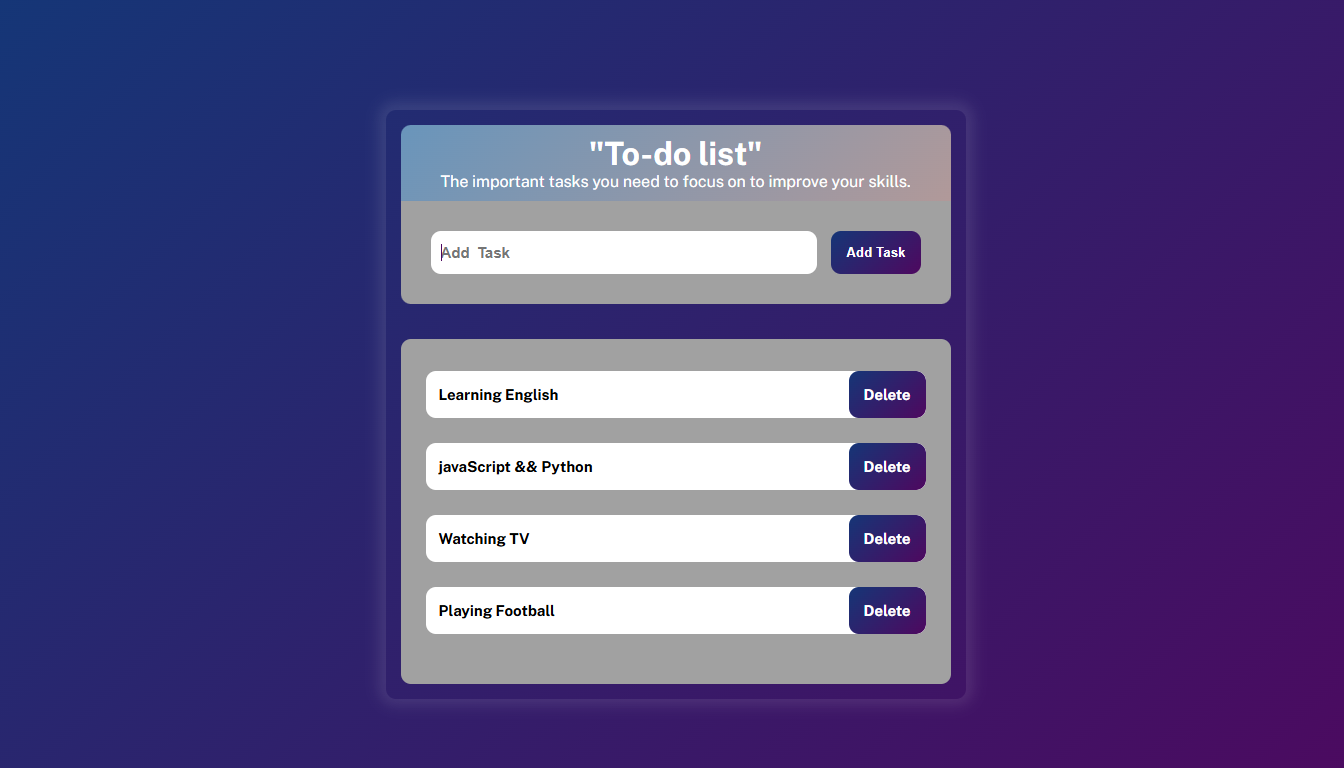 "To-do list"
The important tasks you need to focus on to improve your skills.
Add  Task
Add Task
Learning English
Delete
javaScript && Python
Delete
Watching TV
Delete
Playing Football
Delete